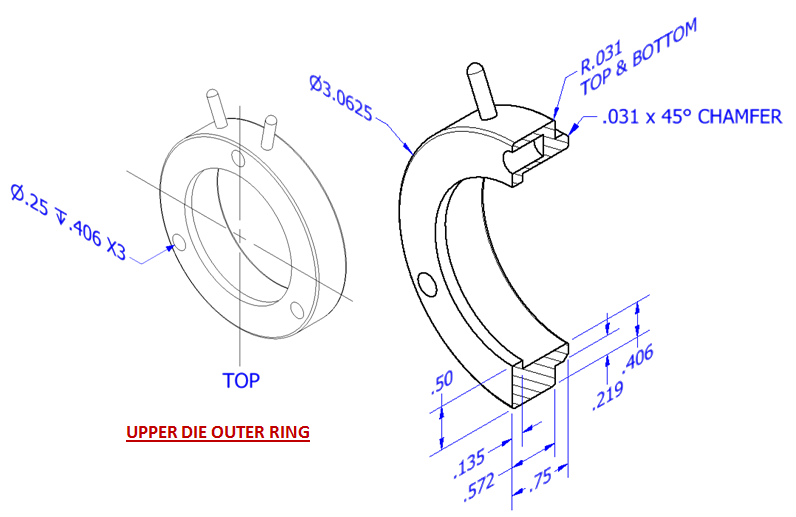 R.031
TOP & BOTTOM
Ø3.0625
.031 x 45° CHAMFER
Ø.25 ↧ .406 X3
TOP
UPPER DIE OUTER RING
.50
.406
.219
.135
.572
.75